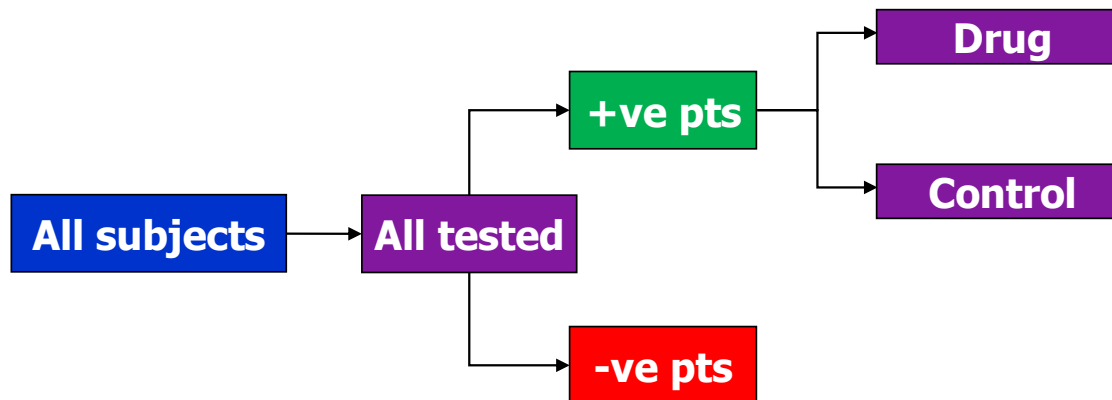 All subjects
All tested
+ve pts
-ve pts
Drug
Control